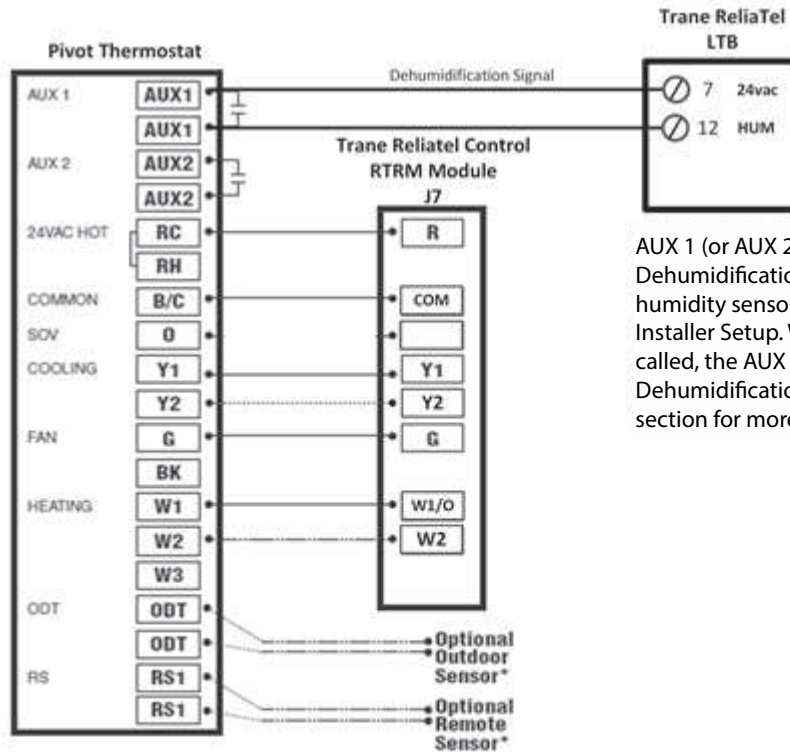 Trane ReliaTel
LTB
Pivot Thermostat
Dehumidification Signal
AUX 1
AUX1
AUX1
7 24vac
12 HUM
AUX 2
AUX2
AUX2
Trane Reliatel Control
RTRM Module
J7
24VAC HOT
RC
R
RH
COMMON
B/C
COM
SOV
O
COOLING
Y1
Y1
Y2
Y2
FAN
G
G
BK
HEATING
W1
W1/O
W2
W2
W3
ODT
ODT
ODT
Optional
Outdoor
Sensor*
RS
RS1
RS1
Optional
Remote
Sensor*
AUX 1 (or AUX 2
Dehumidification
humidity senso
Installer Setup.
called, the AUX
Dehumidification
section for more